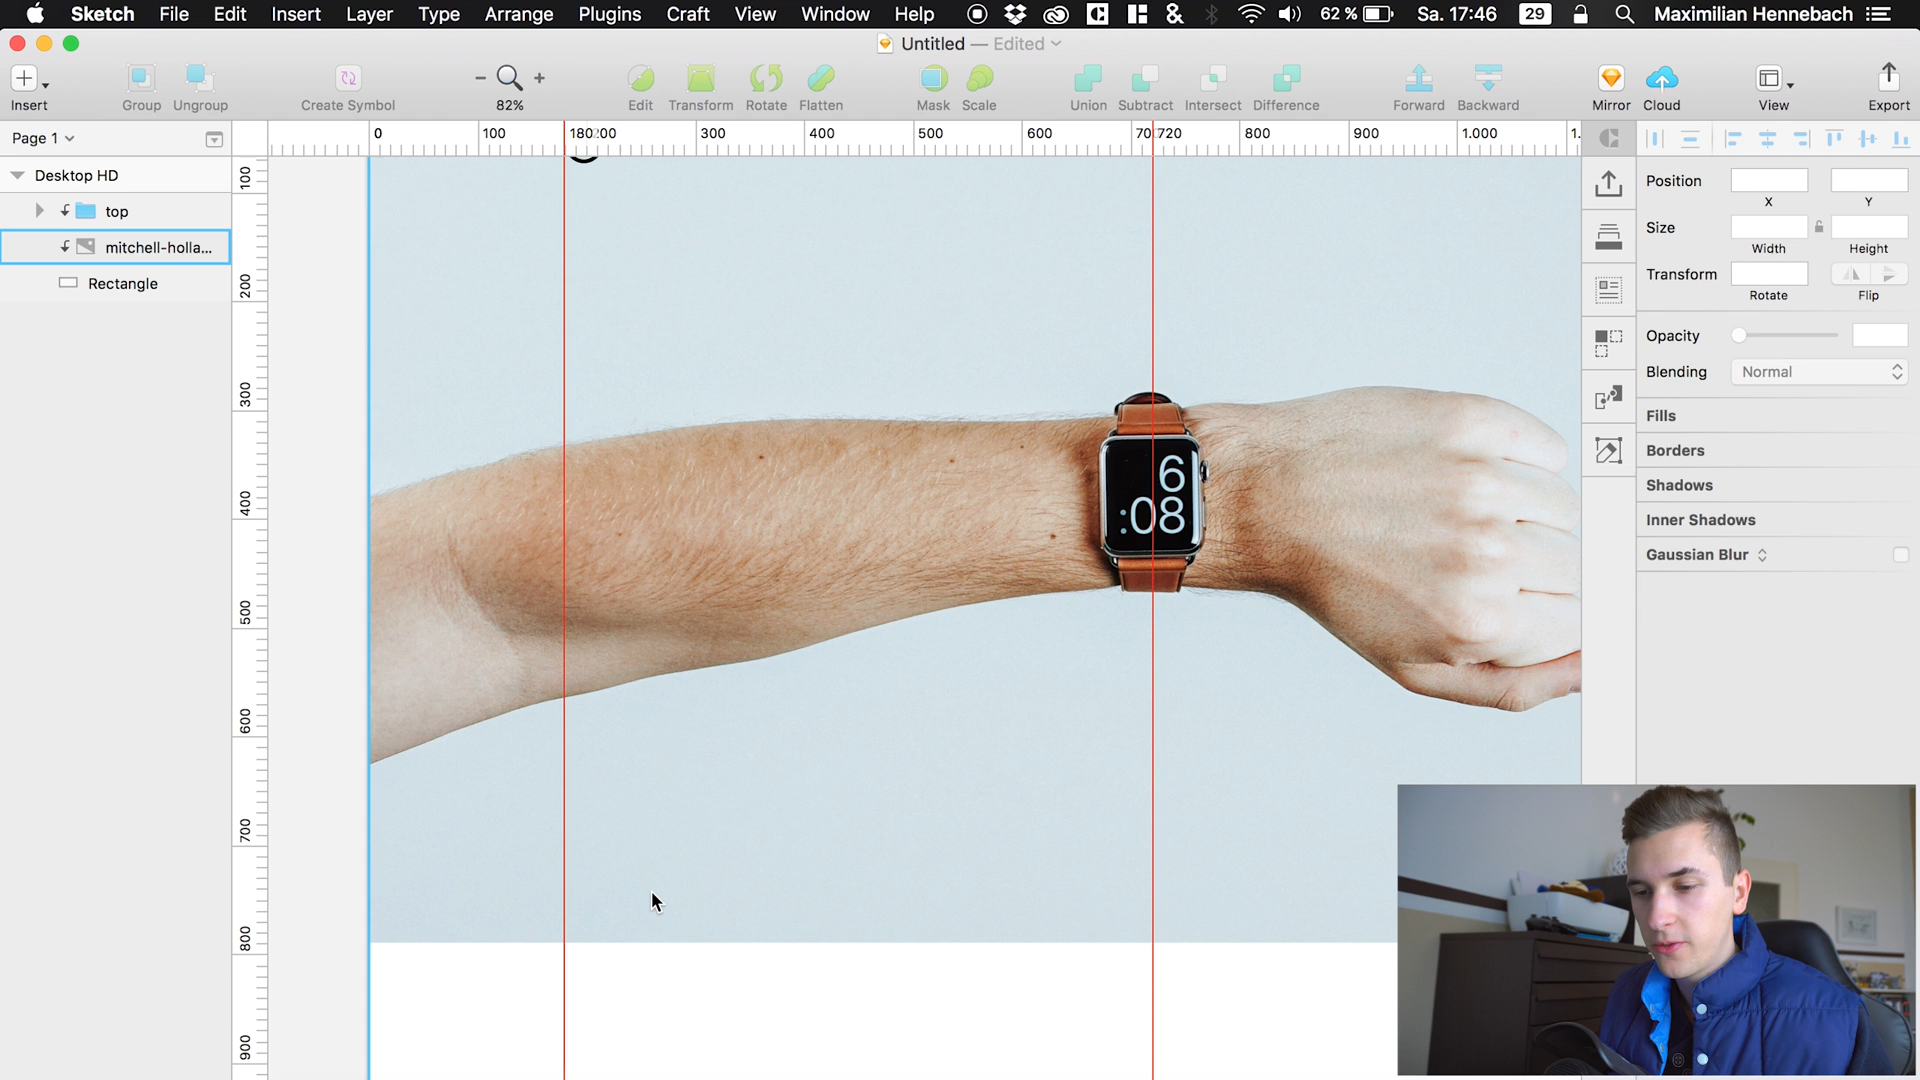 Sketch File Edit Insert Layer Type Arrange Plugins Craft View Window Help 62 % Sa. 17:46 29 Maximilian Hennebach
Untitled — Edited
Insert Group Ungroup Create Symbol 82% Edit Transform Rotate Flatten Mask Scale Union Subtract Intersect Difference Forward Backward Mirror Cloud View Export
Page 1
0 100 180 300 400 500 600 720 800 900 1.000
Desktop HD
top
mitchell-holla...
Rectangle
100
200
300
400
500
600
700
800
900
6
:08
Position
X Y
Size
Width Height
Transform
Rotate Flip
Opacity
Blending Normal
Fills
Borders
Shadows
Inner Shadows
Gaussian Blur